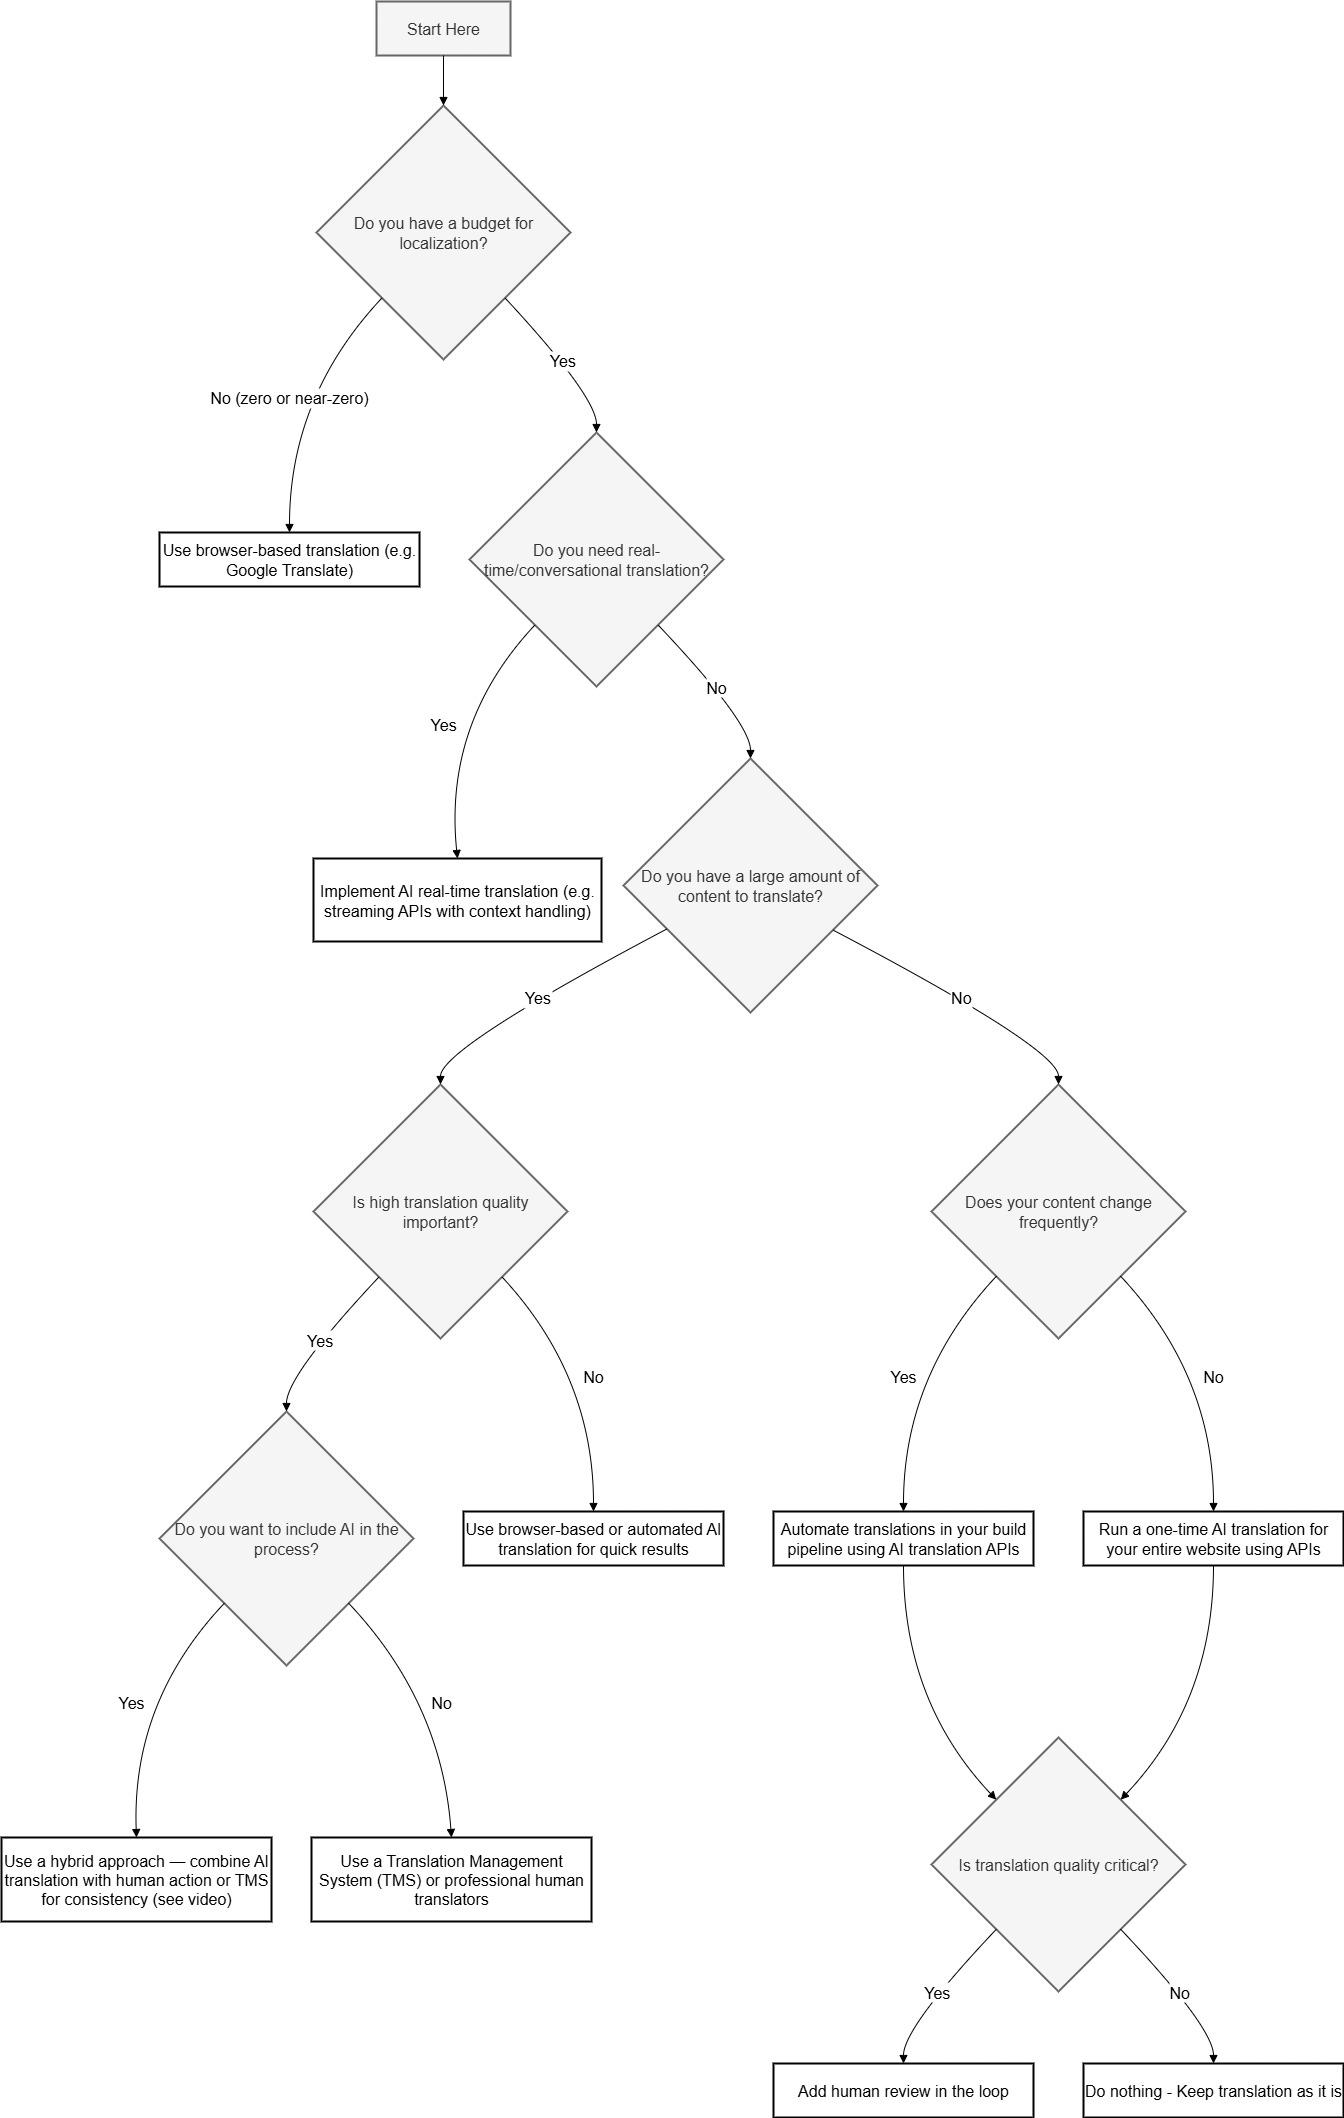 Start Here
Do you have a budget for
localization?
Yes
No (zero or near-zero)
Use browser-based translation (e.g.
Google Translate)
Do you need real-
time/conversational translation?
No
Yes
Implement AI real-time translation (e.g.
streaming APIs with context handling)
Do you have a large amount of
content to translate?
Yes
No
Is high translation quality
important?
Does your content change
frequently?
Yes
No
Yes
No
Do you want to include AI in the
process?
Use browser-based or automated AI
translation for quick results
Automate translations in your build
pipeline using AI translation APIs
Run a one-time AI translation for
your entire website using APIs
Yes
No
Use a hybrid approach — combine AI
translation with human action or TMS
for consistency (see video)
Use a Translation Management
System (TMS) or professional human
translators
Is translation quality critical?
Yes
No
Add human review in the loop
Do nothing - Keep translation as it is